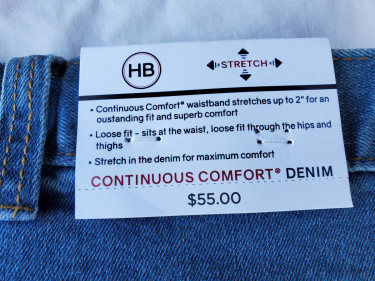 HB
STRETCH
• Continuous Comfort® waistband stretches up to 2" for an
oustanding fit and superb comfort
• Loose fit - sits at the waist, loose fit through the hips and
thighs
• Stretch in the denim for maximum comfort
CONTINUOUS COMFORT® DENIM
$55.00